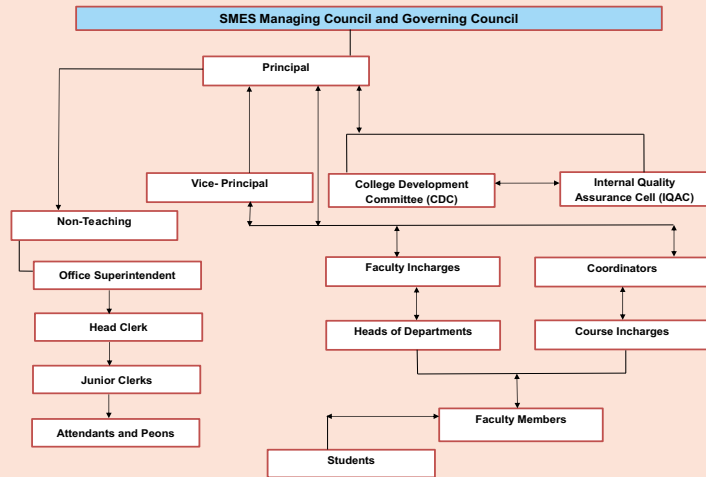 SMES Managing Council and Governing Council
Principal
Vice- Principal
College Development
Committee (CDC)
Internal Quality
Assurance Cell (IQAC)
Non-Teaching
Office Superintendent
Faculty Incharges
Coordinators
Head Clerk
Heads of Departments
Course Incharges
Junior Clerks
Attendants and Peons
Faculty Members
Students